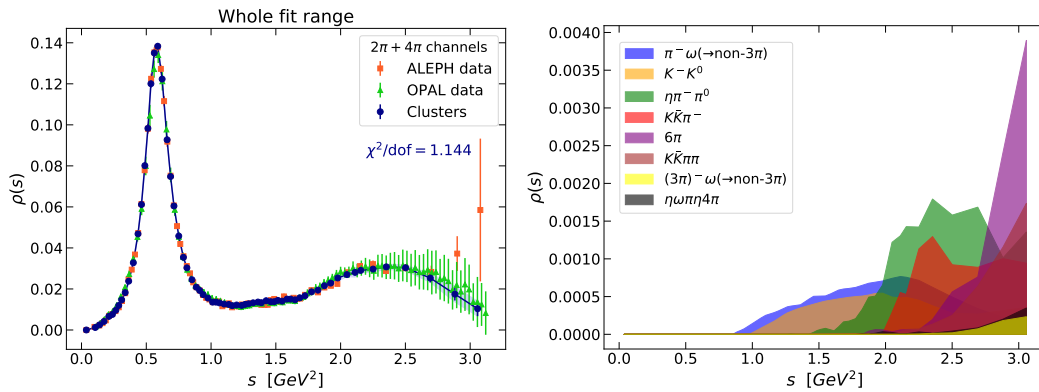 Whole fit range
2π + 4π channels
ALEPH data
OPAL data
Clusters
χ²/dof = 1.144
ρ(s)
0.14
0.12
0.10
0.08
0.06
0.04
0.02
0.00
0.0 0.5 1.0 1.5 2.0 2.5 3.0
s [GeV²]
π⁻ω(→non-3π)
K⁻K⁰
ηπ⁻π⁰
KK̄π⁻
6π
KK̄ππ
(3π)⁻ω(→non-3π)
ηωπη4π
ρ(s)
0.0040
0.0035
0.0030
0.0025
0.0020
0.0015
0.0010
0.0005
0.0000
0.0 0.5 1.0 1.5 2.0 2.5 3.0
s [GeV²]